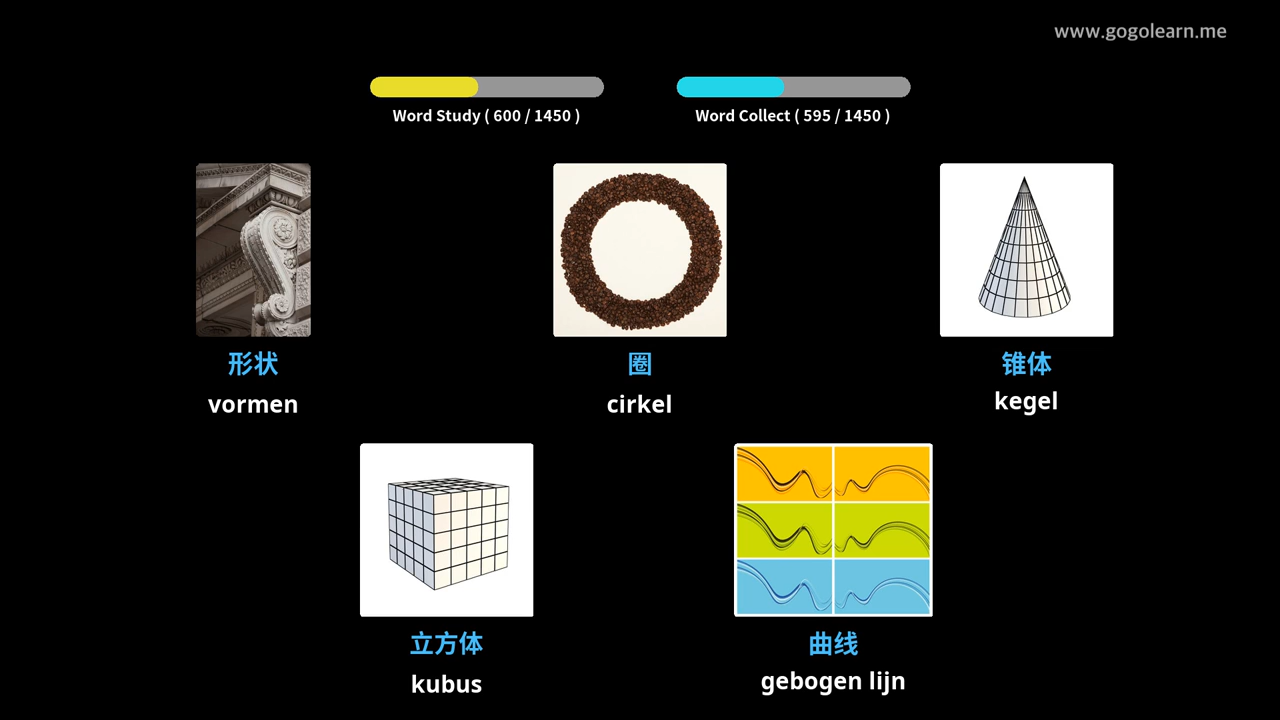 www.gogolearn.me
Word Study ( 600 / 1450 )
Word Collect ( 595 / 1450 )
形状
圈
锥体
vormen
cirkel
kegel
立方体
曲线
kubus
gebogen lijn